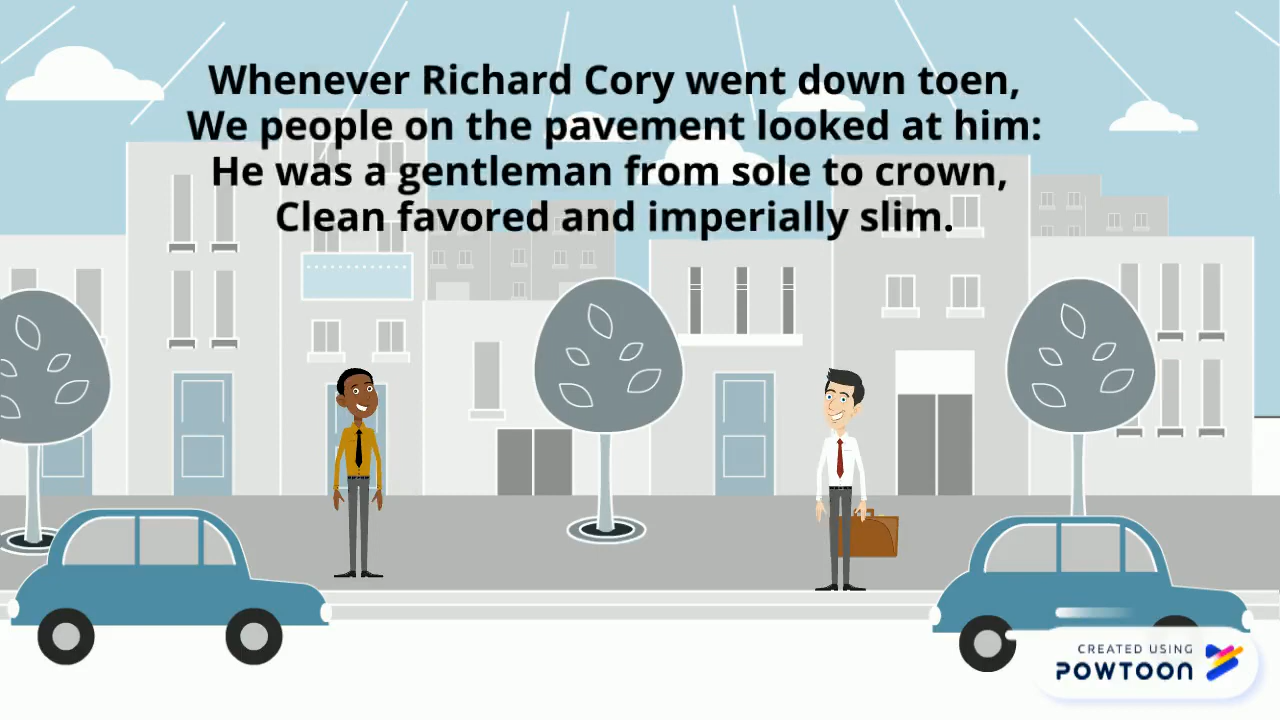 Whenever Richard Cory went down toen,
We people on the pavement looked at him:
He was a gentleman from sole to crown,
Clean favored and imperially slim.
CREATED USING
POWTOON